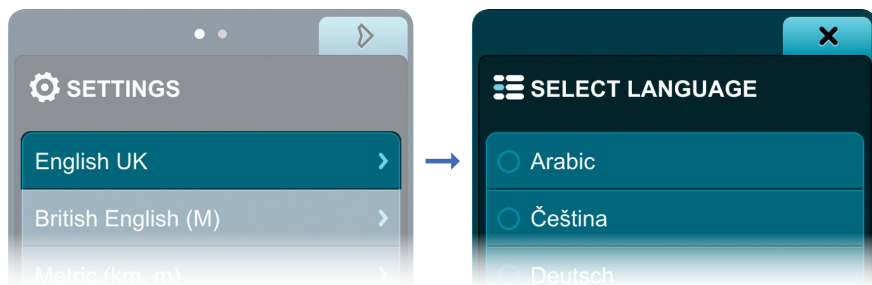 SETTINGS
English UK
British English (M)
Metric (km, m)
SELECT LANGUAGE
Arabic
Čeština
Deutsch